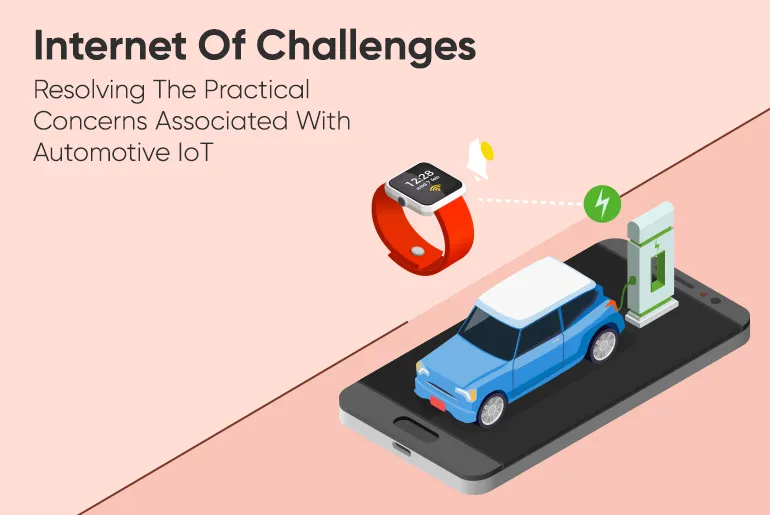 Internet Of Challenges
Resolving The Practical
Concerns Associated With
Automotive IoT
12:28